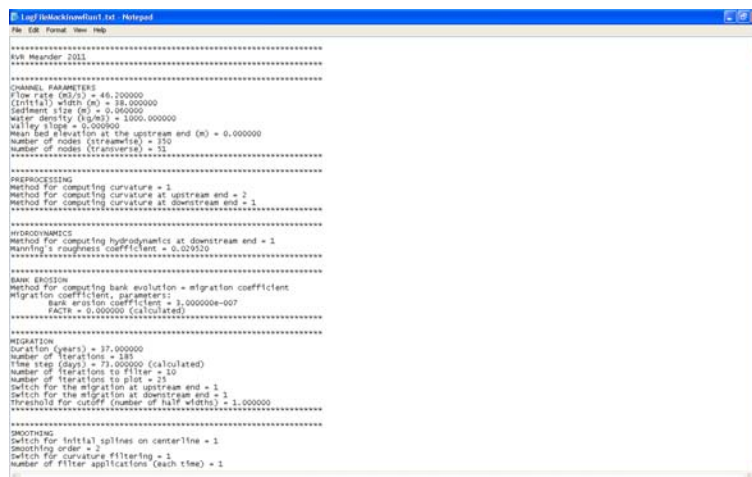 LogFileMackinawRun1.txt - Notepad
File Edit Format View Help
********************************************************************
RVR Meander 2011
********************************************************************
********************************************************************
CHANNEL PARAMETERS
Flow rate (m3/s) = 46.200000
(Initial) width (m) = 38.000000
Sediment size (m) = 0.060000
Water density (kg/m3) = 1000.000000
Valley slope = 0.000900
Mean bed elevation at the upstream end (m) = 0.000000
Number of nodes (streamwise) = 350
Number of nodes (transverse) = 51
********************************************************************
********************************************************************
PREPROCESSING
Method for computing curvature = 1
Method for computing curvature at upstream end = 2
Method for computing curvature at downstream end = 1
********************************************************************
********************************************************************
HYDRODYNAMICS
Method for computing hydrodynamics at downstream end = 1
Manning's roughness coefficient = 0.029520
********************************************************************
********************************************************************
BANK EROSION
Method for computing bank evolution = migration coefficient
Migration coefficient, parameters:
Bank erosion coefficient = 3.000000e-007
FACTR = 0.000000 (calculated)
********************************************************************
********************************************************************
MIGRATION
Duration (years) = 37.000000
Number of iterations = 185
Time step (days) = 73.000000 (calculated)
Number of iterations to filter = 10
Number of iterations to plot = 25
Switch for the migration at upstream end = 1
Switch for the migration at downstream end = 1
Threshold for cutoff (number of half widths) = 1.000000
********************************************************************
********************************************************************
SMOOTHING
Switch for initial splines on centerline = 1
Smoothing order = 2
Switch for curvature filtering = 1
Number of filter applications (each time) = 1